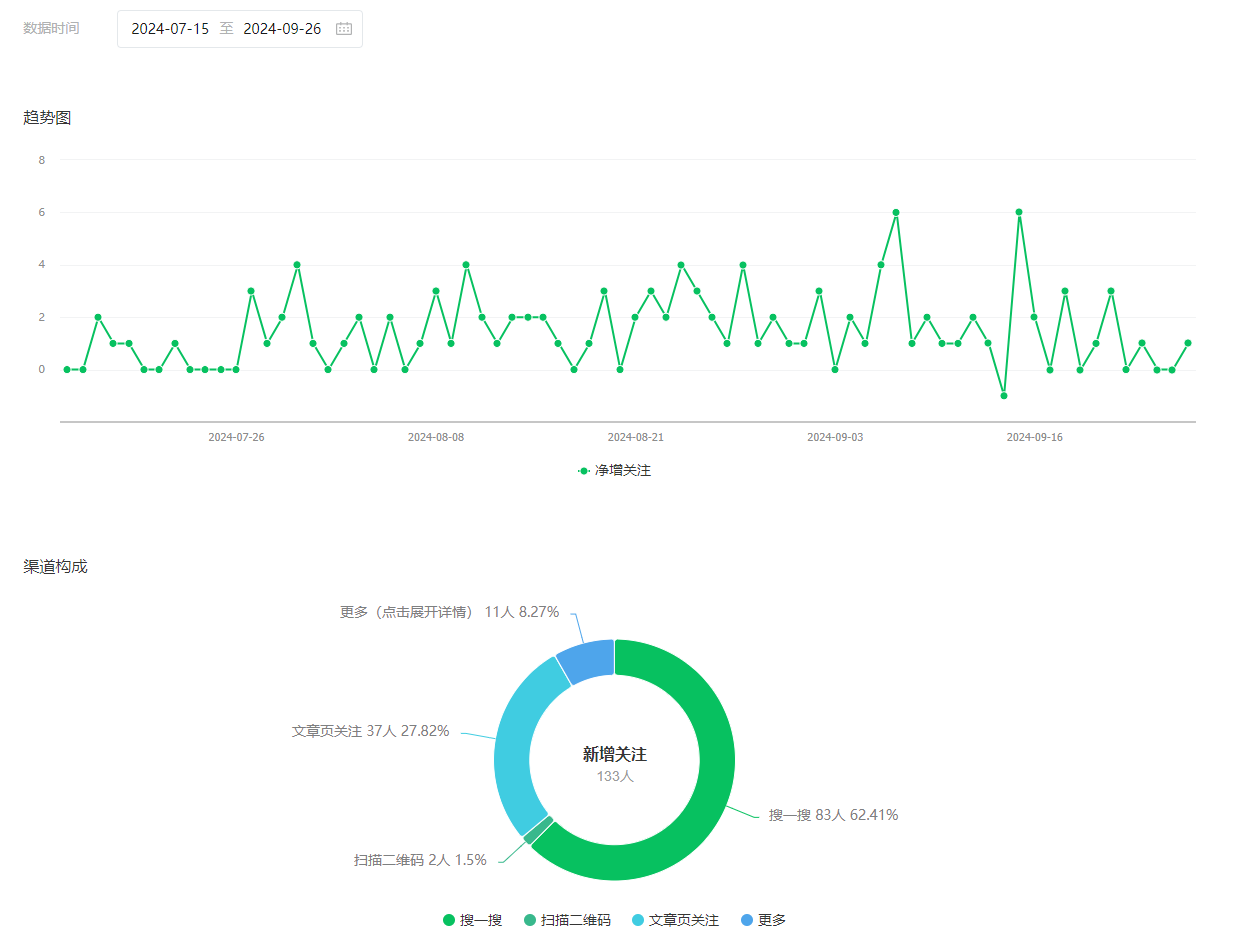 数据时间 2024-07-15 至 2024-09-26
趋势图
8
6
4
2
0
2024-07-26 2024-08-08 2024-08-21 2024-09-03 2024-09-16
净增关注
渠道构成
更多（点击展开详情） 11人 8.27%
文章页关注 37人 27.82%
新增关注
133人
搜一搜 83人 62.41%
扫描二维码 2人 1.5%
搜一搜 扫描二维码 文章页关注 更多